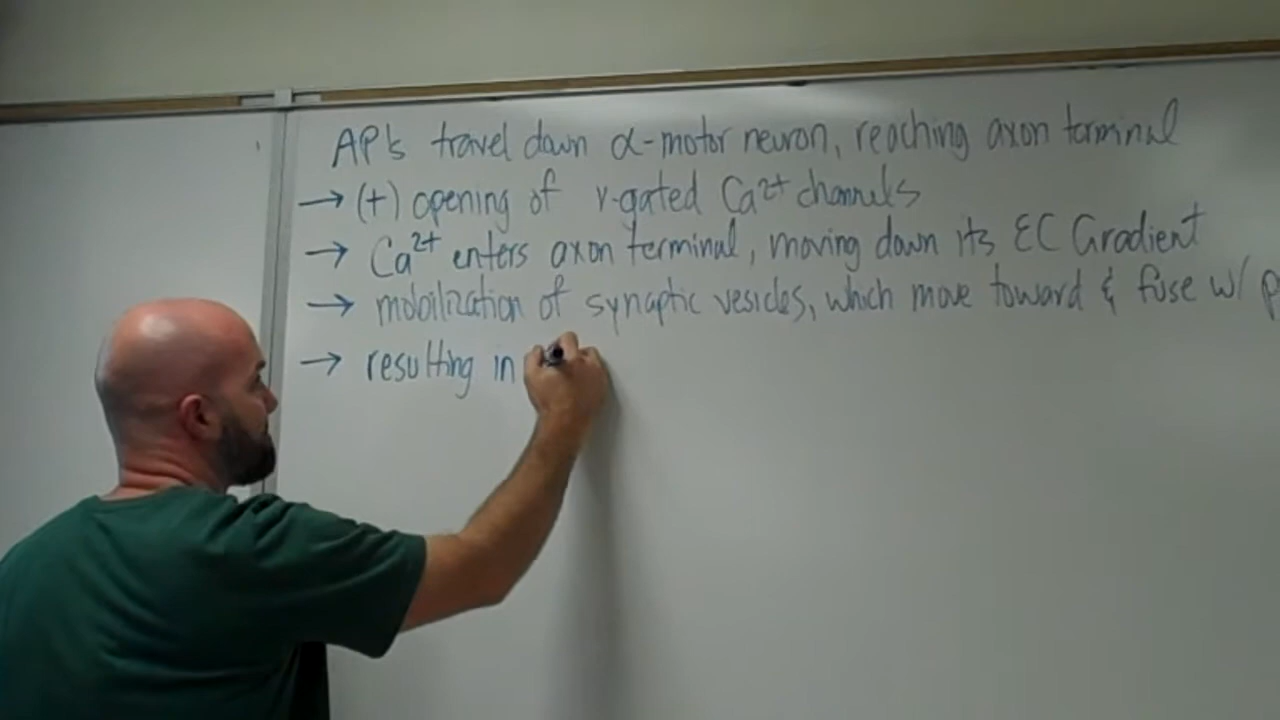 AP's travel down α-motor neuron, reaching axon terminal
→ (+) opening of v-gated Ca²⁺ channels
→ Ca²⁺ enters axon terminal, moving down its EC Gradient
→ mobilization of synaptic vesicles, which move toward & fuse w/ p
→ resulting in